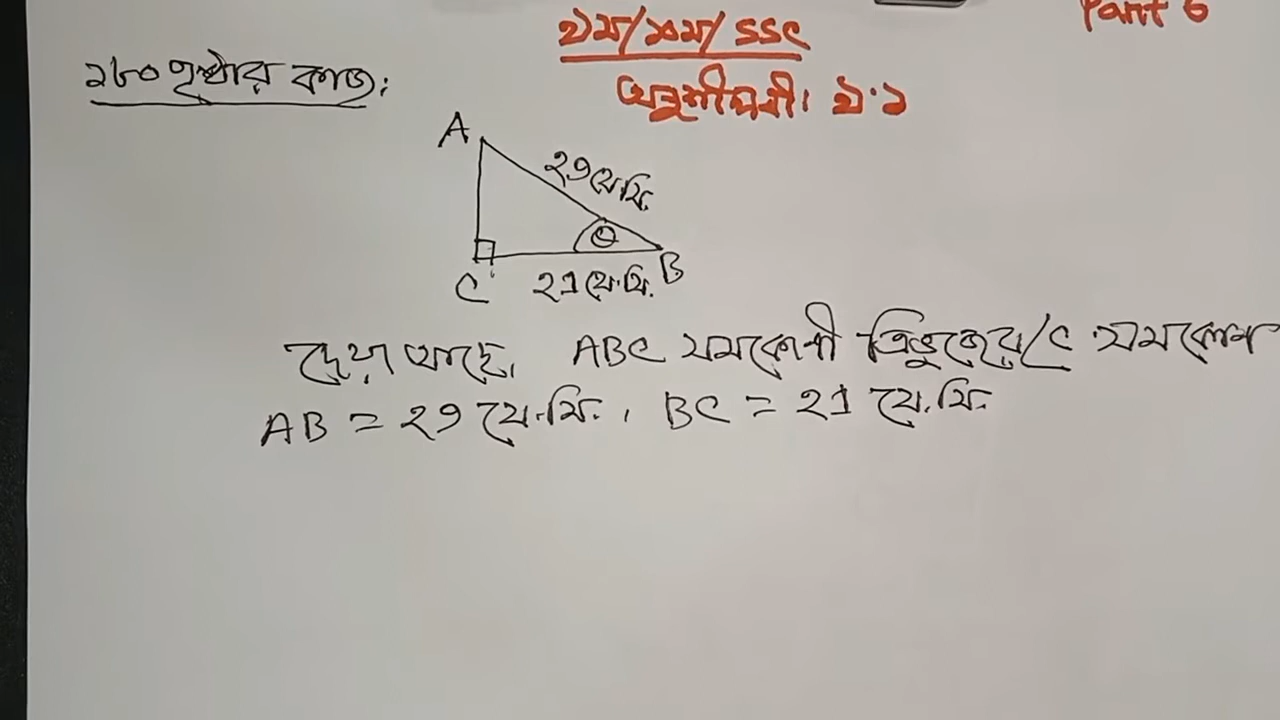 ৯ম/১০ম/SSC
Part 6
১৮০ পৃষ্ঠার কাজ:
অনুশীলনী: ৯.১
A
২৯ সে.মি.
θ
C
২১ সে.মি.
B
দেয়া আছে, ABC সমকোণী ত্রিভুজের ∠C সমকোণ
AB = ২৯ সে.মি., BC = ২১ সে.মি.